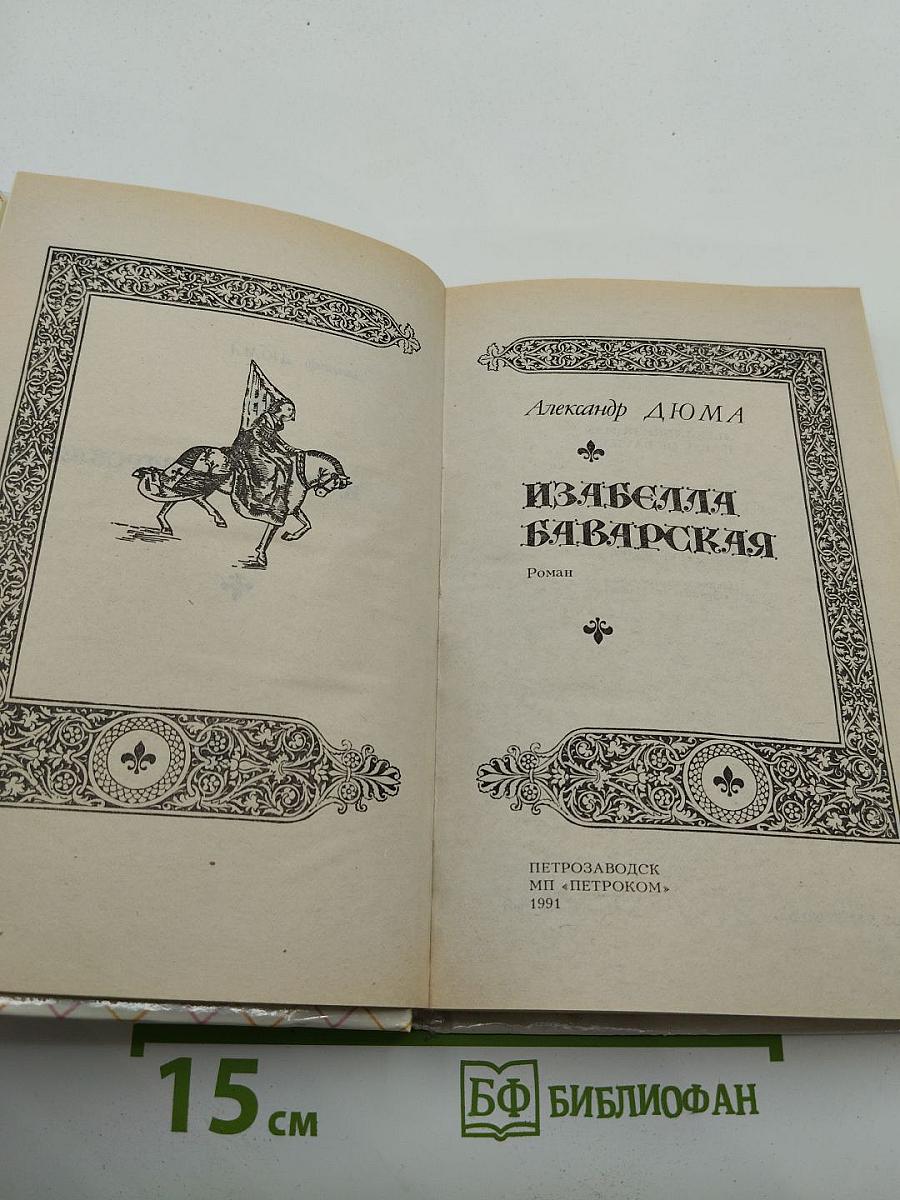 Александр ДЮМА
ИЗАБЕЛЛА
БАВАРСКАЯ
Роман
ПЕТРОЗАВОДСК
МП «ПЕТРОКОМ»
1991
15 см
БФ БИБЛИОФАН